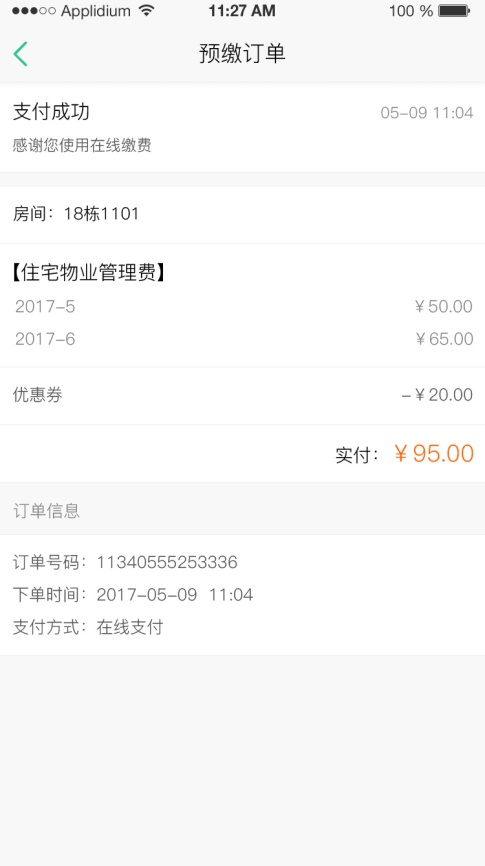 Applidium 11:27 AM 100 %
预缴订单
支付成功 05-09 11:04
感谢您使用在线缴费
房间：18栋1101
【住宅物业管理费】
2017-5 ￥50.00
2017-6 ￥65.00
优惠券 -￥20.00
实付：￥95.00
订单信息
订单号码：11340555253336
下单时间：2017-05-09 11:04
支付方式：在线支付